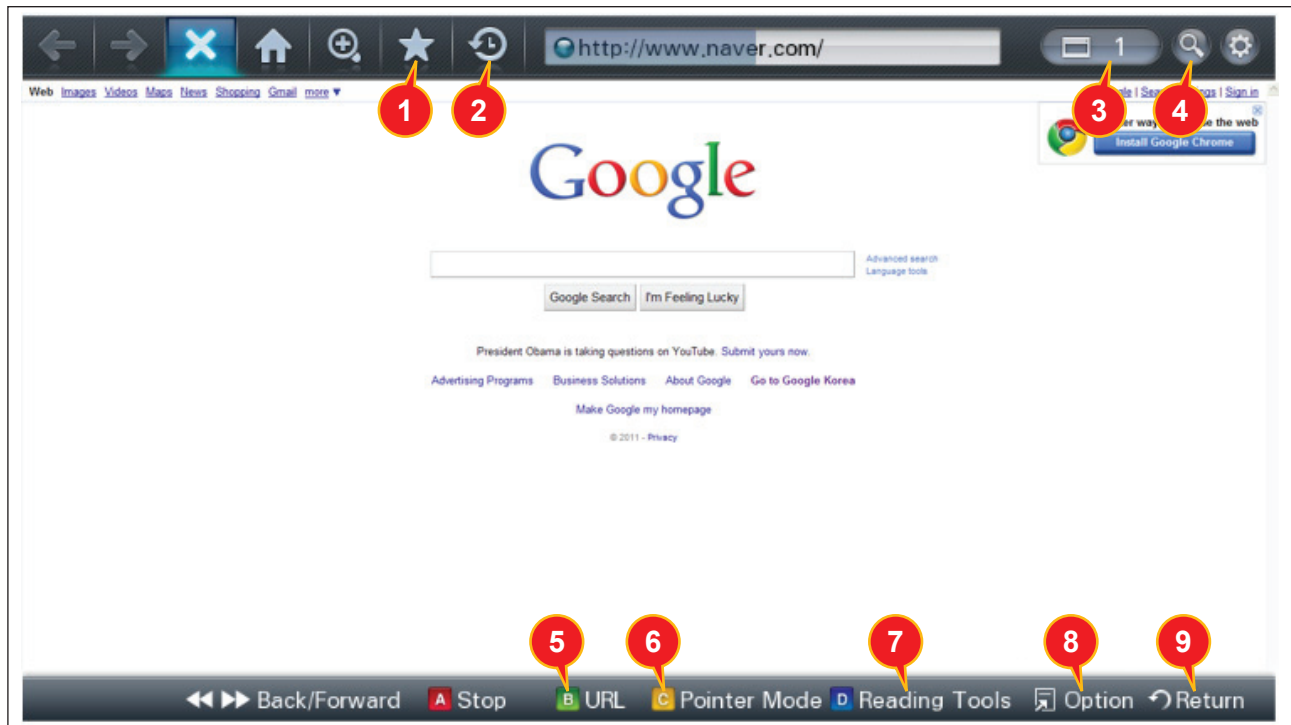 http://www.naver.com/ 1
Web Images Videos Maps News Shopping Gmail more ▼ | Sign in
1 2 3 4
the web
Install Google Chrome
Google
Advanced search
Language tools
Google Search I'm Feeling Lucky
President Obama is taking questions on YouTube. Submit yours now.
Advertising Programs Business Solutions About Google Go to Google Korea
Make Google my homepage
© 2011 - Privacy
5 6 7 8 9
◀◀ ▶▶ Back/Forward A Stop B URL C Pointer Mode D Reading Tools Option Return